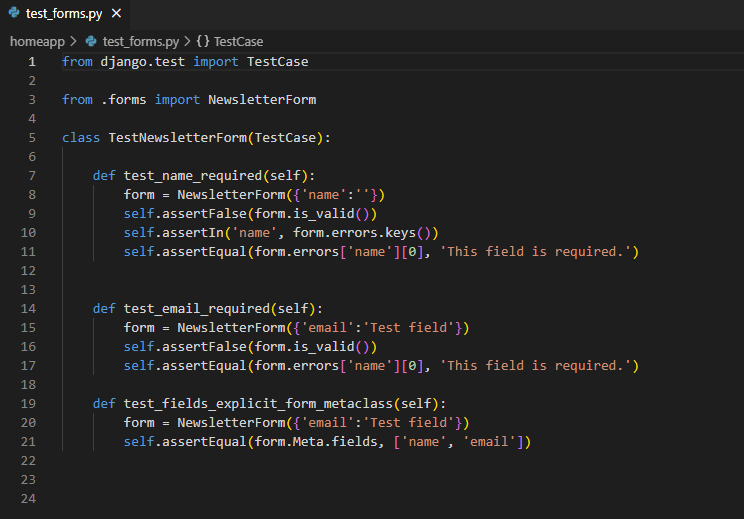 test_forms.py ×
homeapp > test_forms.py > {} TestCase
1 from django.test import TestCase
2
3 from .forms import NewsletterForm
4
5 class TestNewsletterForm(TestCase):
6
7     def test_name_required(self):
8         form = NewsletterForm({'name':''})
9         self.assertFalse(form.is_valid())
10         self.assertIn('name', form.errors.keys())
11         self.assertEqual(form.errors['name'][0], 'This field is required.')
12
13
14     def test_email_required(self):
15         form = NewsletterForm({'email':'Test field'})
16         self.assertFalse(form.is_valid())
17         self.assertEqual(form.errors['name'][0], 'This field is required.')
18
19     def test_fields_explicit_form_metaclass(self):
20         form = NewsletterForm({'email':'Test field'})
21         self.assertEqual(form.Meta.fields, ['name', 'email'])
22
23
24